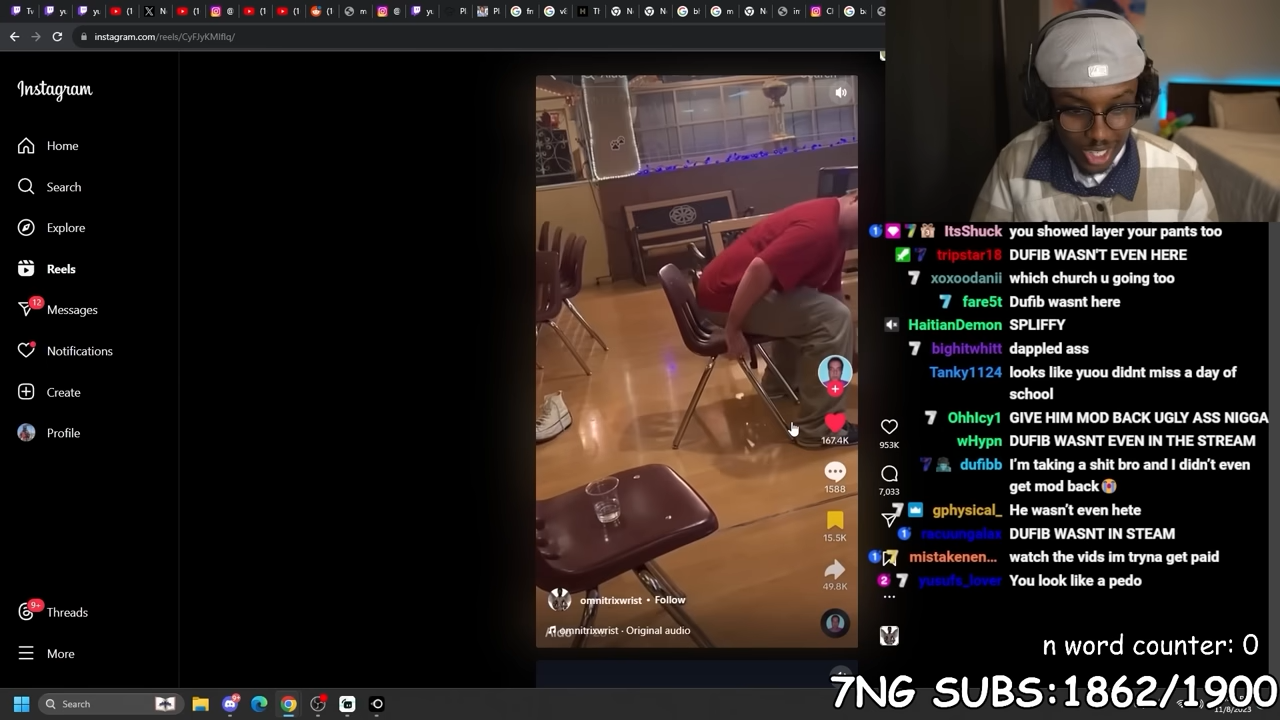 instagram.com/reels/CyFJyKMIflq/
Instagram
Home
Search
Explore
Reels
12
Messages
Notifications
Create
Profile
9+
Threads
More
167.4K
1588
15.5K
49.8K
omnitrixwrist • Follow
omnitrixwrist · Original audio
953K
7,033
ItsShuck you showed layer your pants too
tripstar18 DUFIB WASN'T EVEN HERE
xoxoodanii which church u going too
fare5t Dufib wasnt here
HaitianDemon SPLIFFY
bighitwhitt dappled ass
Tanky1124 looks like yuou didnt miss a day of
school
OhhIcy1 GIVE HIM MOD BACK UGLY ASS NIGGA
wHypn DUFIB WASNT EVEN IN THE STREAM
dufibb I'm taking a shit bro and I didn't even
get mod back
gphysical_ He wasn't even hete
DUFIB WASNT IN STEAM
mistakenen... watch the vids im tryna get paid
yusufs_lover You look like a pedo
n word counter: 0
7NG SUBS:1862/1900
Search
11/8/2023